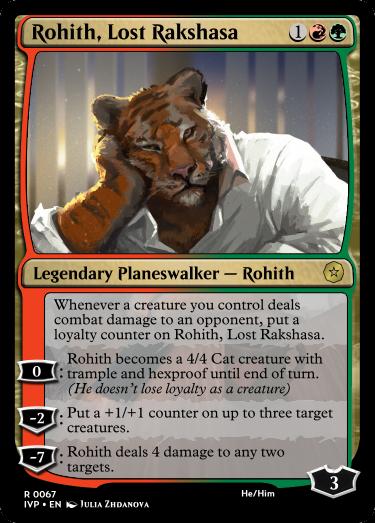 Rohith, Lost Rakshasa 1
Legendary Planeswalker — Rohith
Whenever a creature you control deals
combat damage to an opponent, put a
loyalty counter on Rohith, Lost Rakshasa.
0 : Rohith becomes a 4/4 Cat creature with
trample and hexproof until end of turn.
(He doesn't lose loyalty as a creature)
-2 : Put a +1/+1 counter on up to three target
creatures.
-7 : Rohith deals 4 damage to any two
targets.
3
R 0067 He/Him
IVP • EN Julia Zhdanova